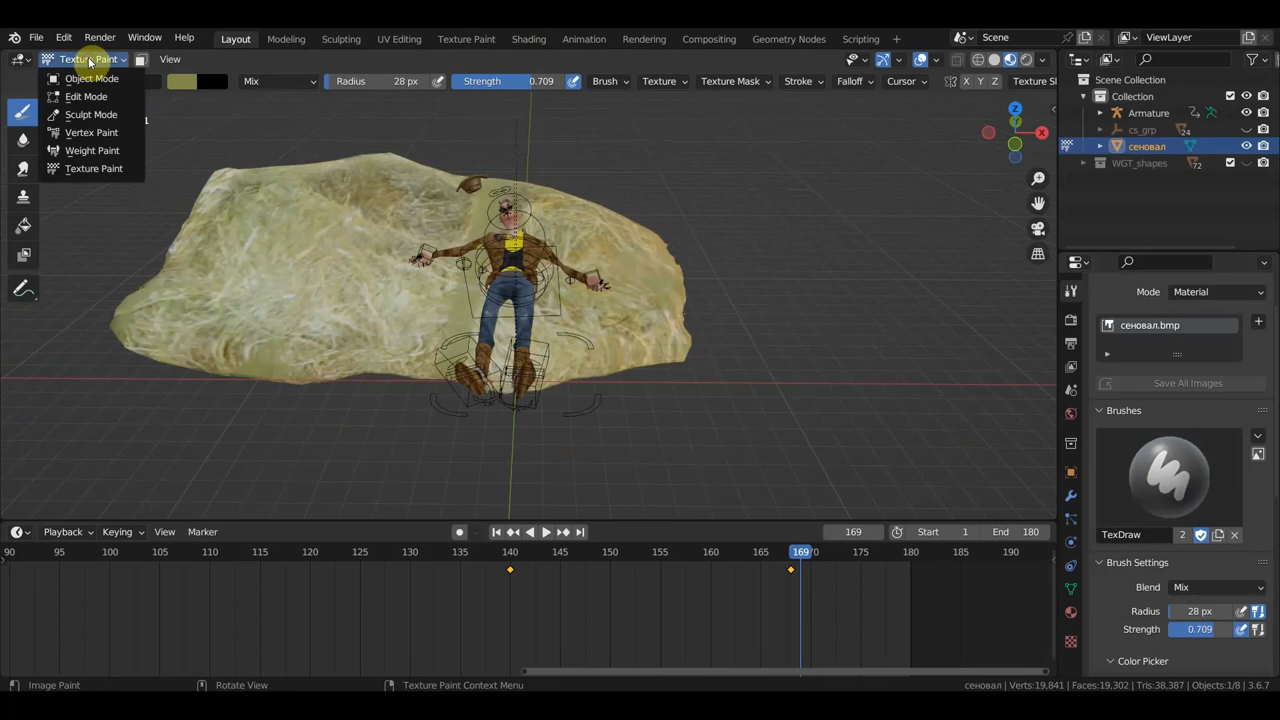 File Edit Render Window Help Layout Modeling Sculpting UV Editing Texture Paint Shading Animation Rendering Compositing Geometry Nodes Scripting Scene ViewLayer
Texture Paint View
Mix Radius 28 px Strength 0.709 Brush Texture Texture Mask Stroke Falloff Cursor X Y Z Texture Sl
Object Mode
Edit Mode
Sculpt Mode
Vertex Paint
Weight Paint
Texture Paint
1
Z
X
Scene Collection
Collection
Armature
cs_grp 24
сеновал
WGT_shapes 72
Mode Material
сеновал.bmp
Save All Images
Brushes
TexDraw 2
Brush Settings
Blend Mix
Radius 28 px
Strength 0.709
Color Picker
Playback Keying View Marker 169 Start 1 End 180
90 95 100 105 110 115 120 125 130 135 140 145 150 155 160 165 169 70 175 180 185 190
Image Paint Rotate View Texture Paint Context Menu сеновал | Verts:19,841 | Faces:19,302 | Tris:38,387 | Objects:1/8 | 3.6.7